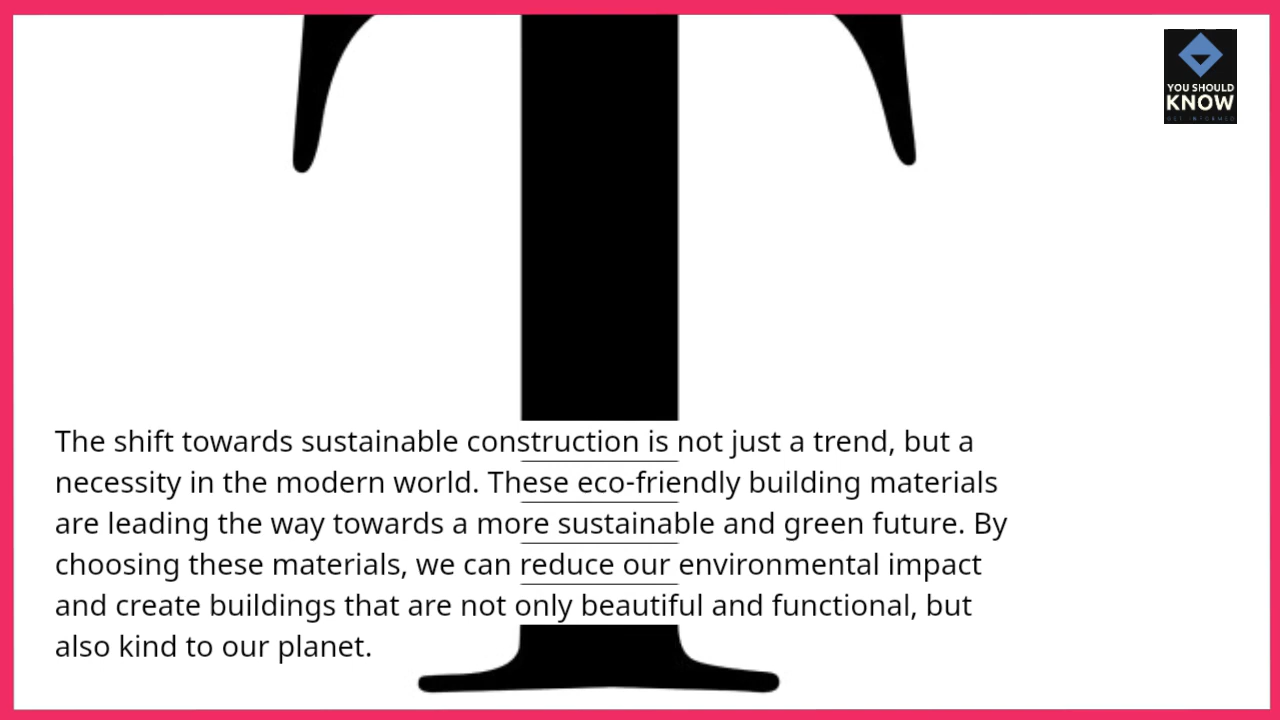 T
YOU SHOULD
KNOW
GET INFORMED
The shift towards sustainable construction is not just a trend, but a
necessity in the modern world. These eco-friendly building materials
are leading the way towards a more sustainable and green future. By
choosing these materials, we can reduce our environmental impact
and create buildings that are not only beautiful and functional, but
also kind to our planet.